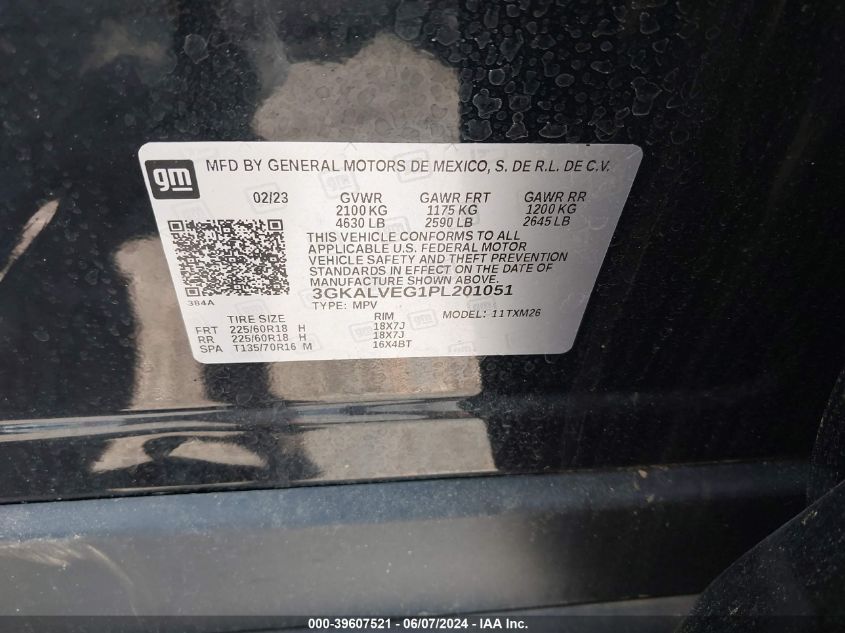 gm
MFD BY GENERAL MOTORS DE MEXICO, S. DE R.L. DE C.V.
02/23 GVWR GAWR FRT GAWR RR
2100 KG 1175 KG 1200 KG
4630 LB 2590 LB 2645 LB
THIS VEHICLE CONFORMS TO ALL
APPLICABLE U.S. FEDERAL MOTOR
VEHICLE SAFETY AND THEFT PREVENTION
STANDARDS IN EFFECT ON THE DATE OF
MANUFACTURE SHOWN ABOVE.
384A
3GKALVEG1PL201051
TYPE: MPV MODEL: 11TXM26
TIRE SIZE RIM
FRT 225/60R18 H 18X7J
RR 225/60R18 H 18X7J
SPA T135/70R16 M 16X4BT
000-39607521 - 06/07/2024 - IAAI.com